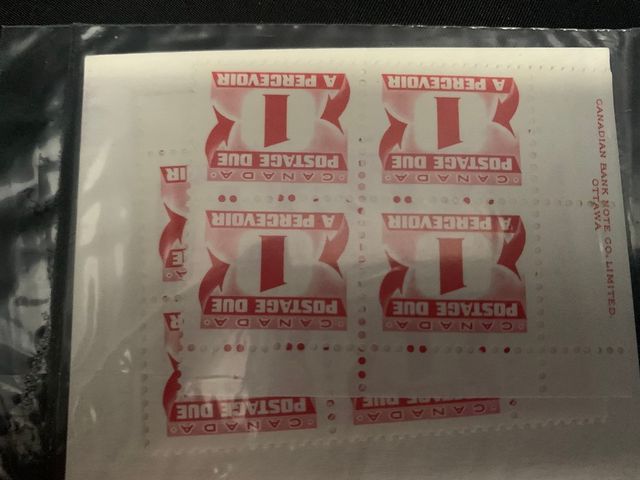 CANADA CANADA
POSTAGE DUE POSTAGE DUE
1 1
A PERCEVOIR A PERCEVOIR
CANADA CANADA
POSTAGE DUE POSTAGE DUE
1 1
A PERCEVOIR A PERCEVOIR
CANADIAN BANK NOTE CO. LIMITED
OTTAWA
CANADA CANADA
POSTAGE DUE